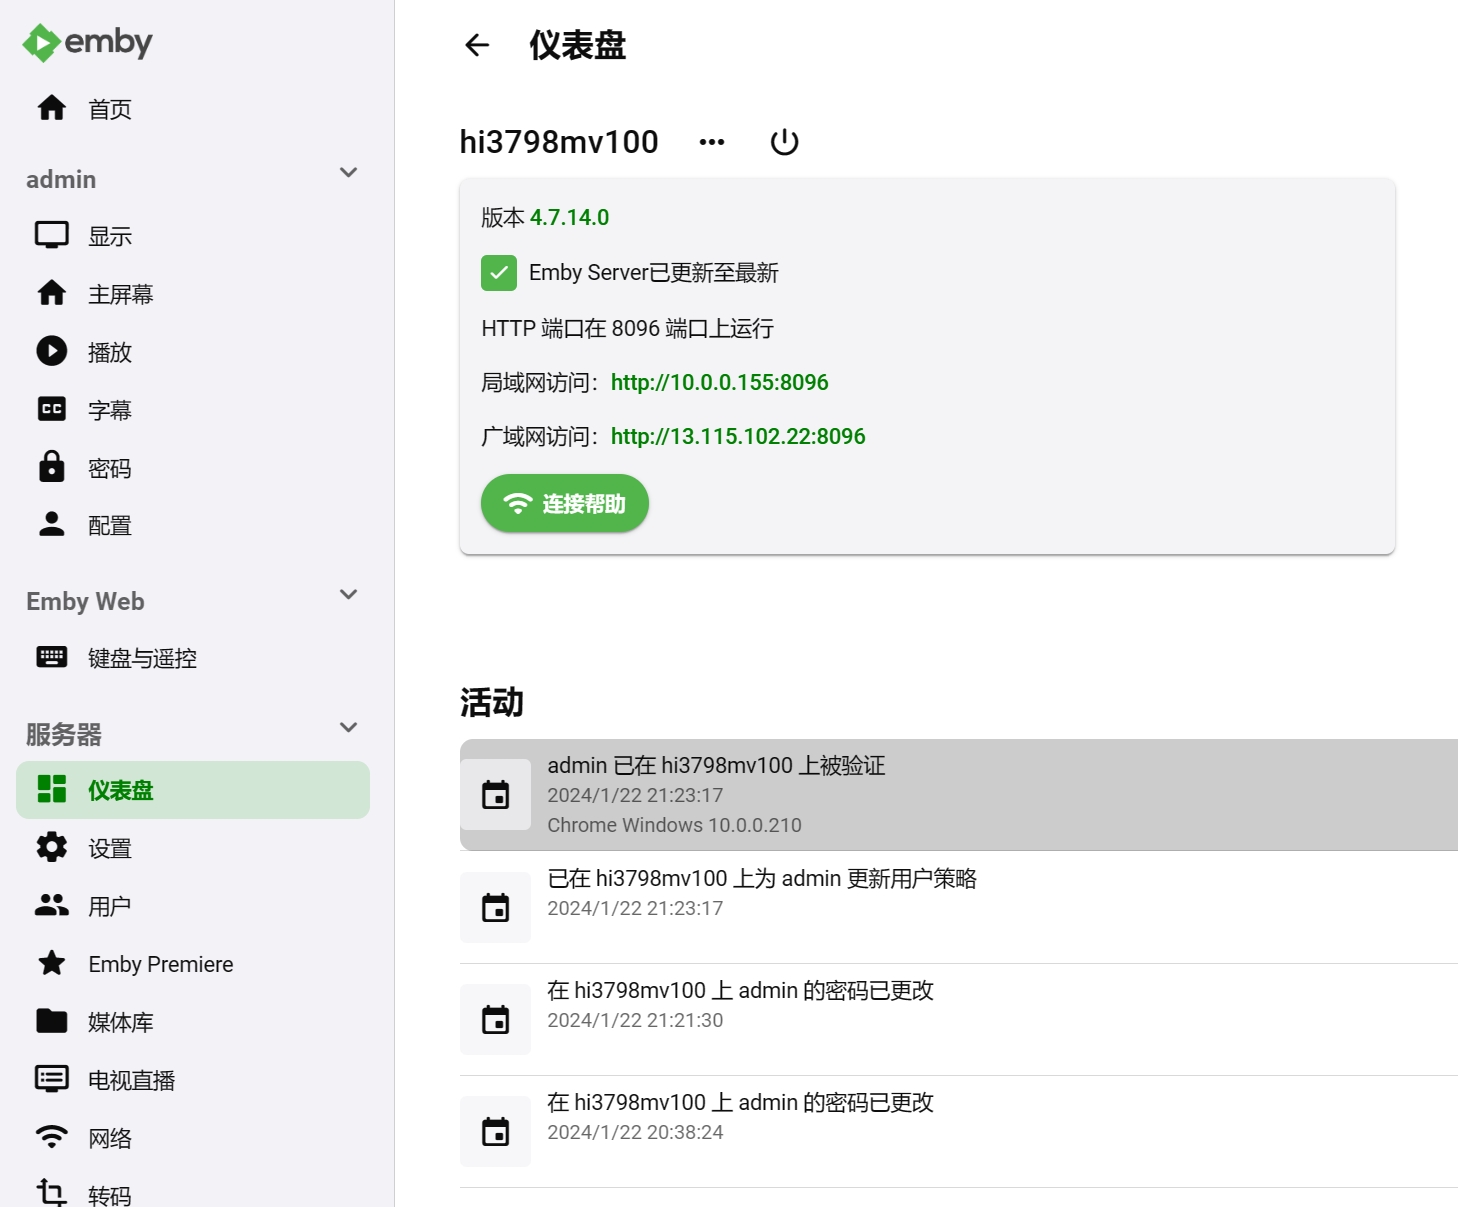 emby
首页
admin
显示
主屏幕
播放
CC
字幕
密码
配置
Emby Web
键盘与遥控
服务器
仪表盘
设置
用户
Emby Premiere
媒体库
电视直播
网络
转码
仪表盘
hi3798mv100
版本 4.7.14.0
Emby Server已更新至最新
HTTP 端口在 8096 端口上运行
局域网访问：http://10.0.0.155:8096
广域网访问：http://13.115.102.22:8096
连接帮助
活动
admin 已在 hi3798mv100 上被验证
2024/1/22 21:23:17
Chrome Windows 10.0.0.210
已在 hi3798mv100 上为 admin 更新用户策略
2024/1/22 21:23:17
在 hi3798mv100 上 admin 的密码已更改
2024/1/22 21:21:30
在 hi3798mv100 上 admin 的密码已更改
2024/1/22 20:38:24